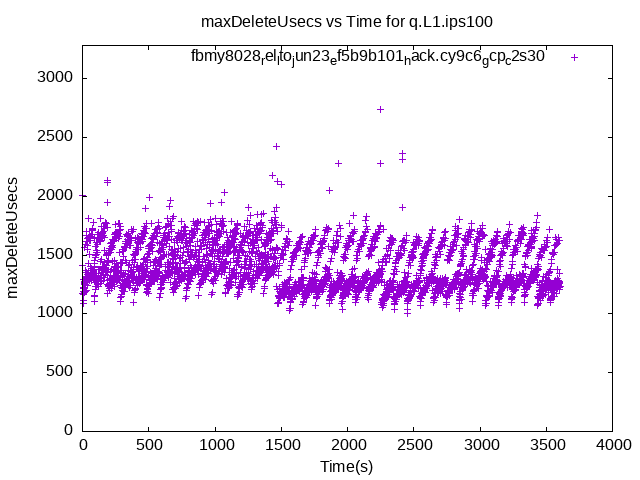 maxDeleteUsecs vs Time for q.L1.ips100
fbmy8028relltojun23ef5b9b101hack.cy9c6gcpc2s30
3000
2500
2000
1500
1000
500
0
maxDeleteUsecs
0 500 1000 1500 2000 2500 3000 3500 4000
Time(s)